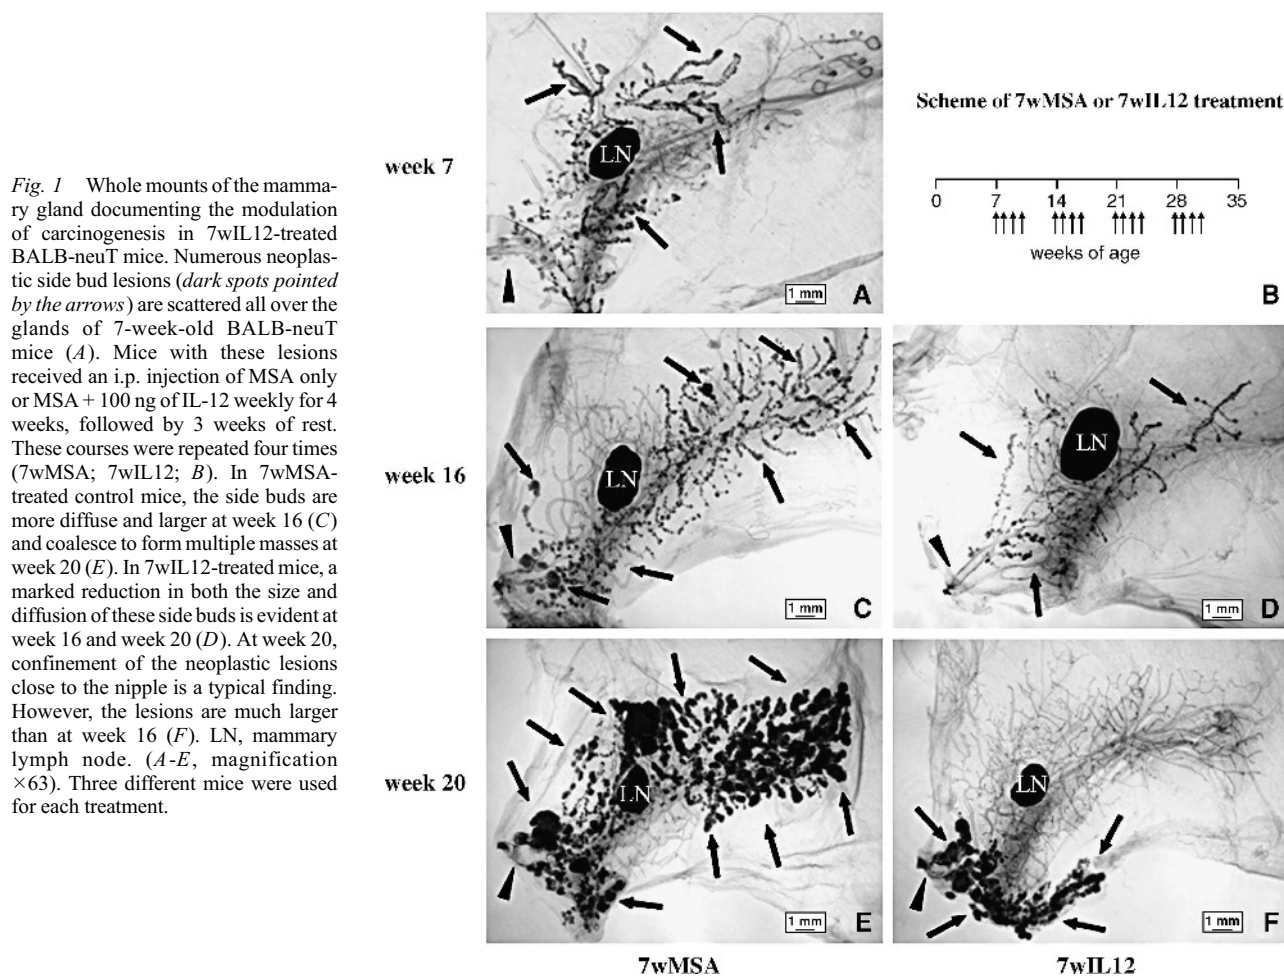 Fig. 1 Whole mounts of the mamma-
ry gland documenting the modulation
of carcinogenesis in 7wIL12-treated
BALB-neuT mice. Numerous neoplas-
tic side bud lesions (dark spots pointed
by the arrows) are scattered all over the
glands of 7-week-old BALB-neuT
mice (A). Mice with these lesions
received an i.p. injection of MSA only
or MSA + 100 ng of IL-12 weekly for 4
weeks, followed by 3 weeks of rest.
These courses were repeated four times
(7wMSA; 7wIL12; B). In 7wMSA-
treated control mice, the side buds are
more diffuse and larger at week 16 (C)
and coalesce to form multiple masses at
week 20 (E). In 7wIL12-treated mice, a
marked reduction in both the size and
diffusion of these side buds is evident at
week 16 and week 20 (D). At week 20,
confinement of the neoplastic lesions
close to the nipple is a typical finding.
However, the lesions are much larger
than at week 16 (F). LN, mammary
lymph node. (A-E, magnification
×63). Three different mice were used
for each treatment.
week 7
LN
1 mm
A
Scheme of 7wMSA or 7wIL12 treatment
0 7 14 21 28 35
weeks of age
B
week 16
LN
1 mm
C
LN
1 mm
D
week 20
LN
1 mm
E
LN
1 mm
F
7wMSA
7wIL12